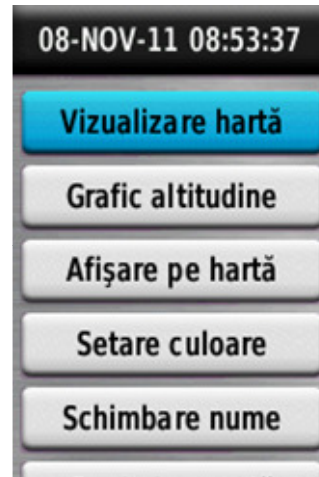 08-NOV-11 08:53:37
Vizualizare hartă
Grafic altitudine
Afişare pe hartă
Setare culoare
Schimbare nume